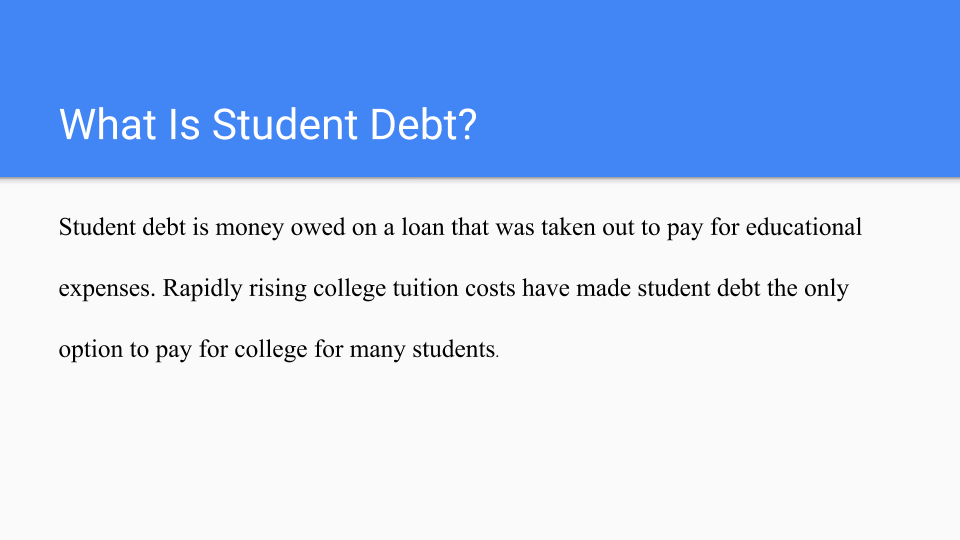 What Is Student Debt?
Student debt is money owed on a loan that was taken out to pay for educational
expenses. Rapidly rising college tuition costs have made student debt the only
option to pay for college for many students.